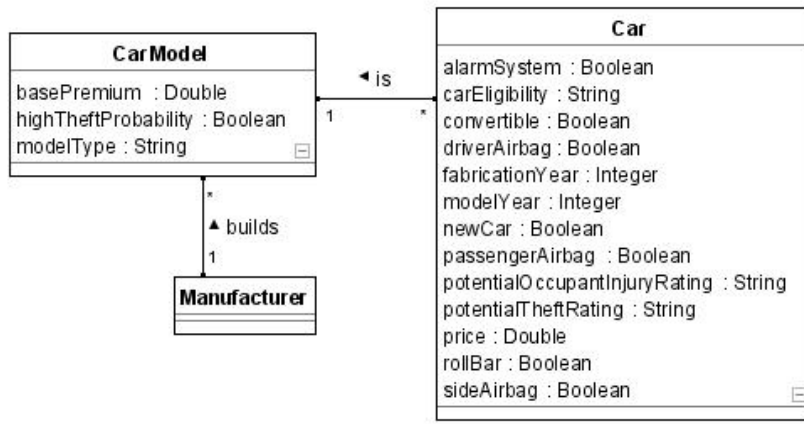 CarModel
basePremium : Double
highTheftProbability : Boolean
modelType : String
◄ is
1
*
*
▲ builds
1
Manufacturer
Car
alarmSystem : Boolean
carEligibility : String
convertible : Boolean
driverAirbag : Boolean
fabricationYear : Integer
modelYear : Integer
newCar : Boolean
passengerAirbag : Boolean
potentialOccupantInjuryRating : String
potentialTheftRating : String
price : Double
rollBar : Boolean
sideAirbag : Boolean